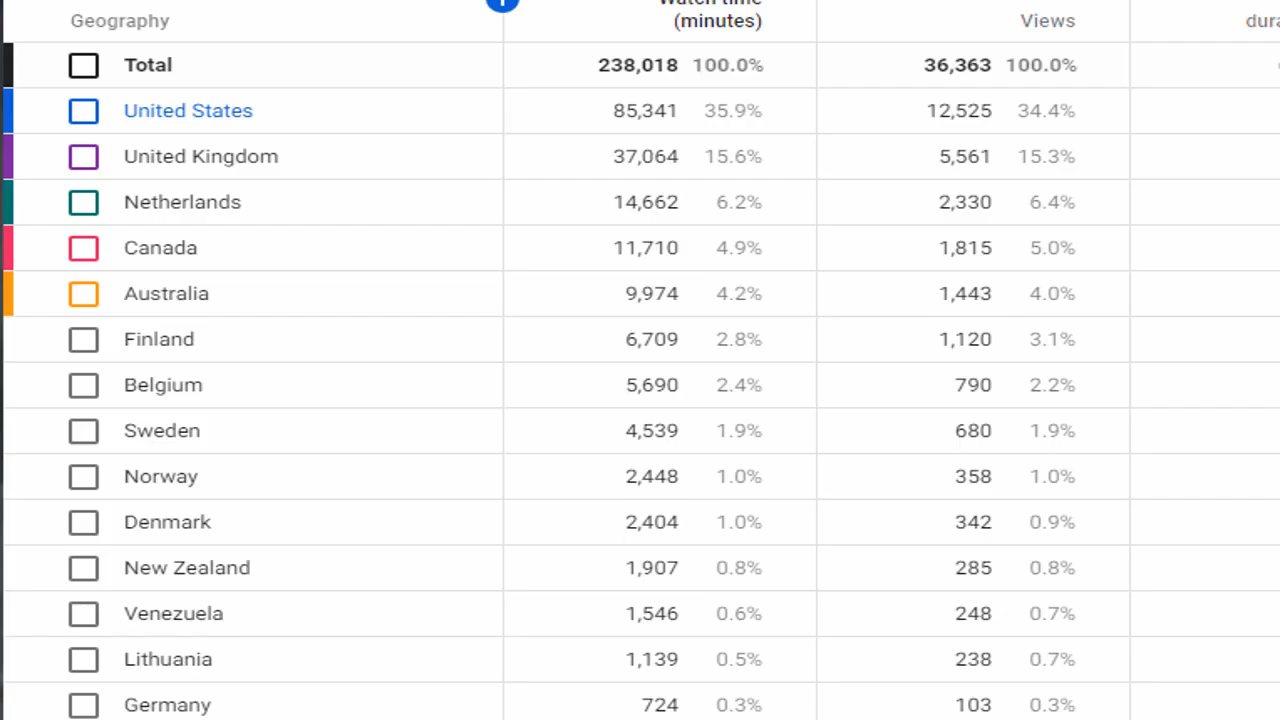 Watch time
Geography (minutes) Views
Total 238,018 100.0% 36,363 100.0%
United States 85,341 35.9% 12,525 34.4%
United Kingdom 37,064 15.6% 5,561 15.3%
Netherlands 14,662 6.2% 2,330 6.4%
Canada 11,710 4.9% 1,815 5.0%
Australia 9,974 4.2% 1,443 4.0%
Finland 6,709 2.8% 1,120 3.1%
Belgium 5,690 2.4% 790 2.2%
Sweden 4,539 1.9% 680 1.9%
Norway 2,448 1.0% 358 1.0%
Denmark 2,404 1.0% 342 0.9%
New Zealand 1,907 0.8% 285 0.8%
Venezuela 1,546 0.6% 248 0.7%
Lithuania 1,139 0.5% 238 0.7%
Germany 724 0.3% 103 0.3%